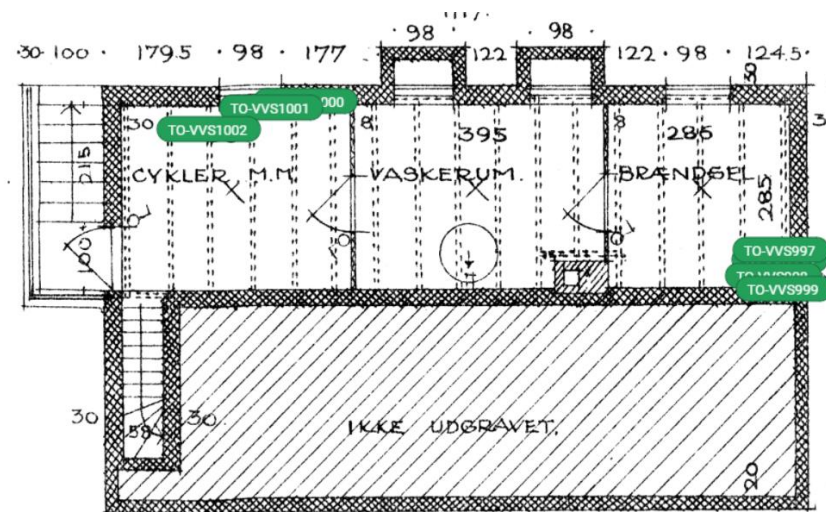 98 98
30 100 179.5 98 177 122 122 98 124.5
30
TO-VVS1001 000
TO-VVS1002
30 8 395 8 285
215
CYKLER M.M. VASKERUM. BRÆNDSEL
285
100
TO-VVS997
TO-VVS999
30 30
58
IKKE UDGRAVET.
20